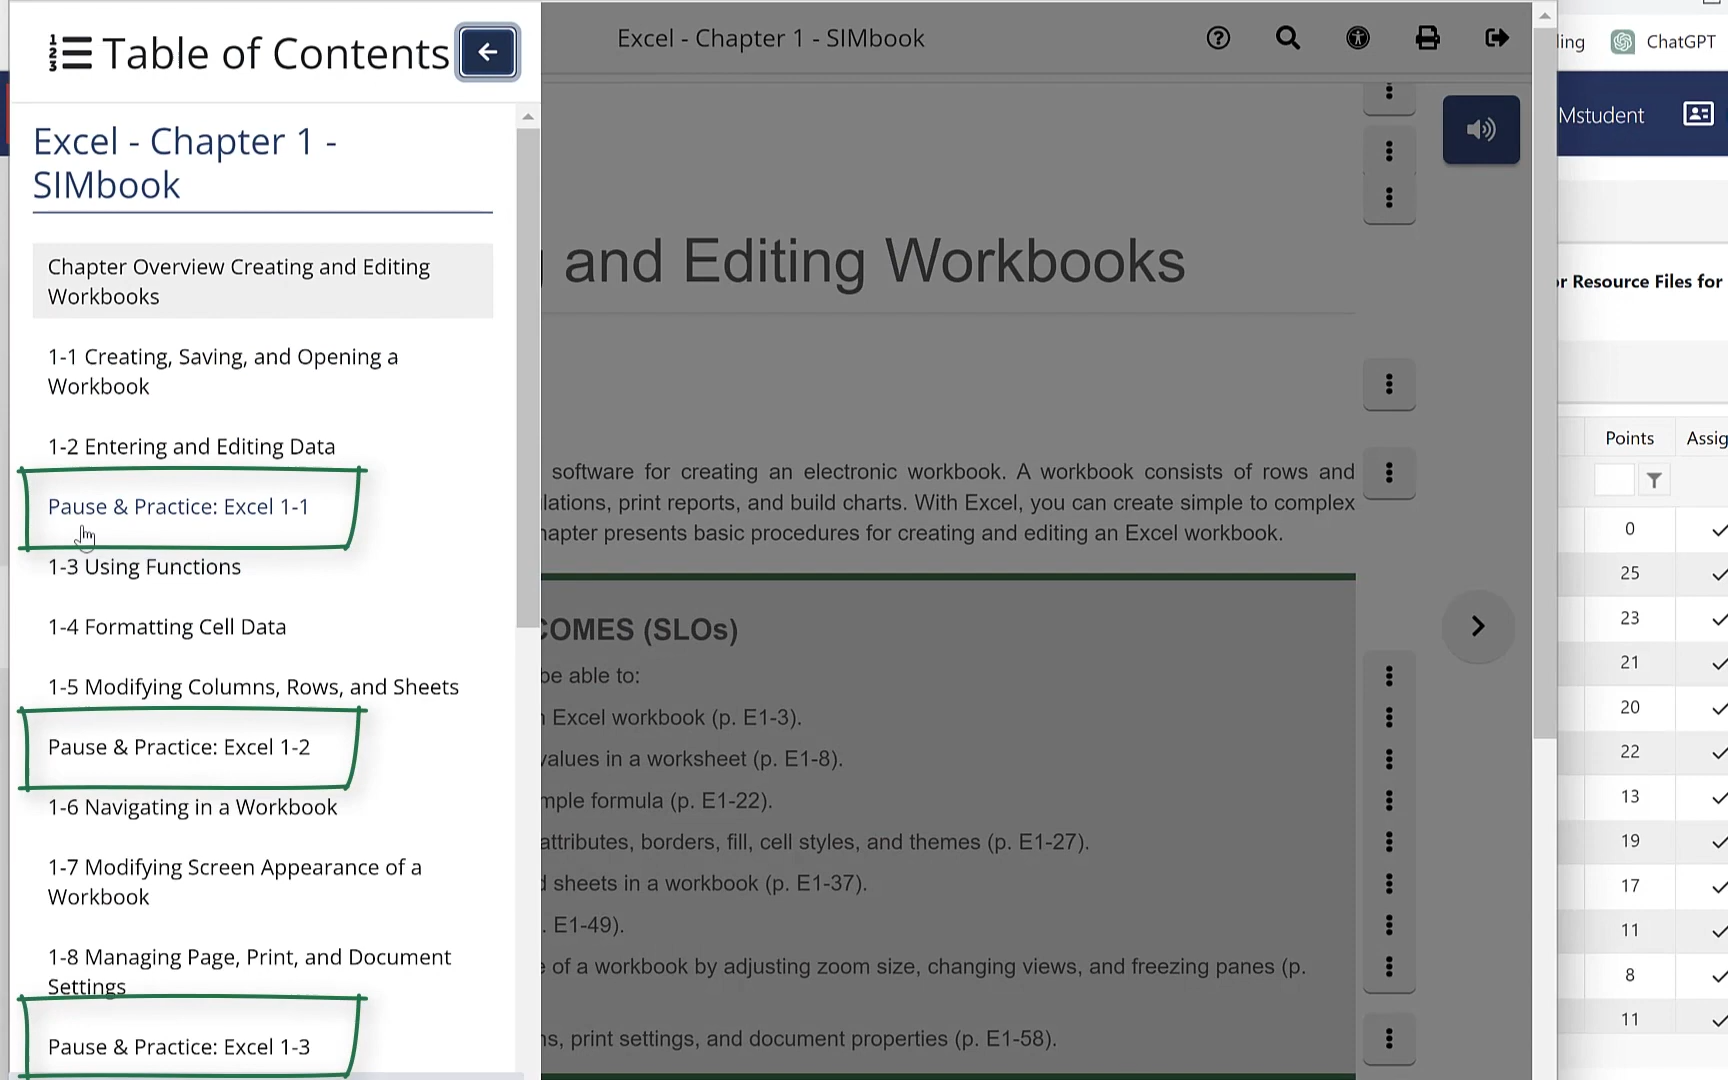 Table of Contents
Excel - Chapter 1 -
SIMbook
Chapter Overview Creating and Editing
Workbooks
1-1 Creating, Saving, and Opening a
Workbook
1-2 Entering and Editing Data
Pause & Practice: Excel 1-1
1-3 Using Functions
1-4 Formatting Cell Data
1-5 Modifying Columns, Rows, and Sheets
Pause & Practice: Excel 1-2
1-6 Navigating in a Workbook
1-7 Modifying Screen Appearance of a
Workbook
1-8 Managing Page, Print, and Document
Settings
Pause & Practice: Excel 1-3
Excel - Chapter 1 - SIMbook
and Editing Workbooks
software for creating an electronic workbook. A workbook consists of rows and
lations, print reports, and build charts. With Excel, you can create simple to complex
hapter presents basic procedures for creating and editing an Excel workbook.
COMES (SLOs)
be able to:
Excel workbook (p. E1-3).
values in a worksheet (p. E1-8).
mple formula (p. E1-22).
attributes, borders, fill, cell styles, and themes (p. E1-27).
sheets in a workbook (p. E1-37).
. E1-49).
of a workbook by adjusting zoom size, changing views, and freezing panes (p.
ns, print settings, and document properties (p. E1-58).
ling ChatGPT
Mstudent
or Resource Files for
Points Assig
0
25
23
21
20
22
13
19
17
11
8
11